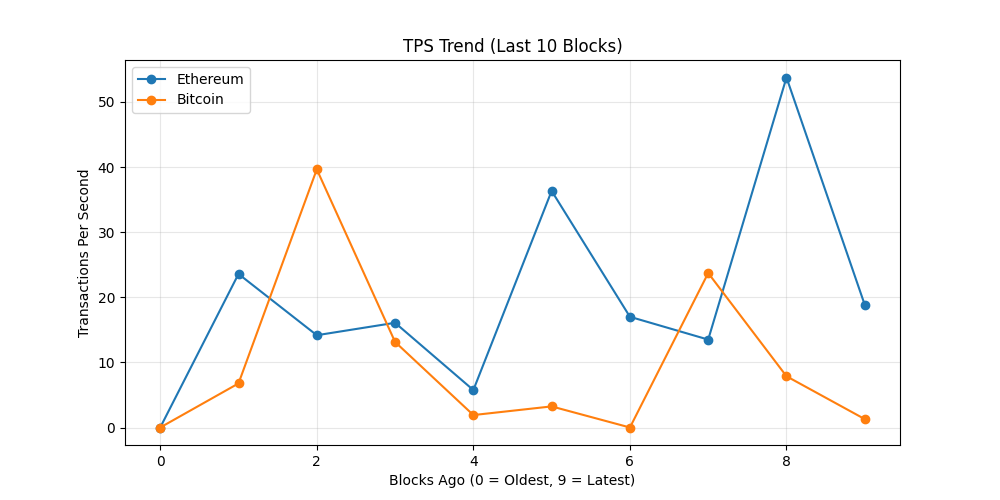 TPS Trend (Last 10 Blocks)
Ethereum
Bitcoin
Transactions Per Second
50
40
30
20
10
0
0 2 4 6 8
Blocks Ago (0 = Oldest, 9 = Latest)